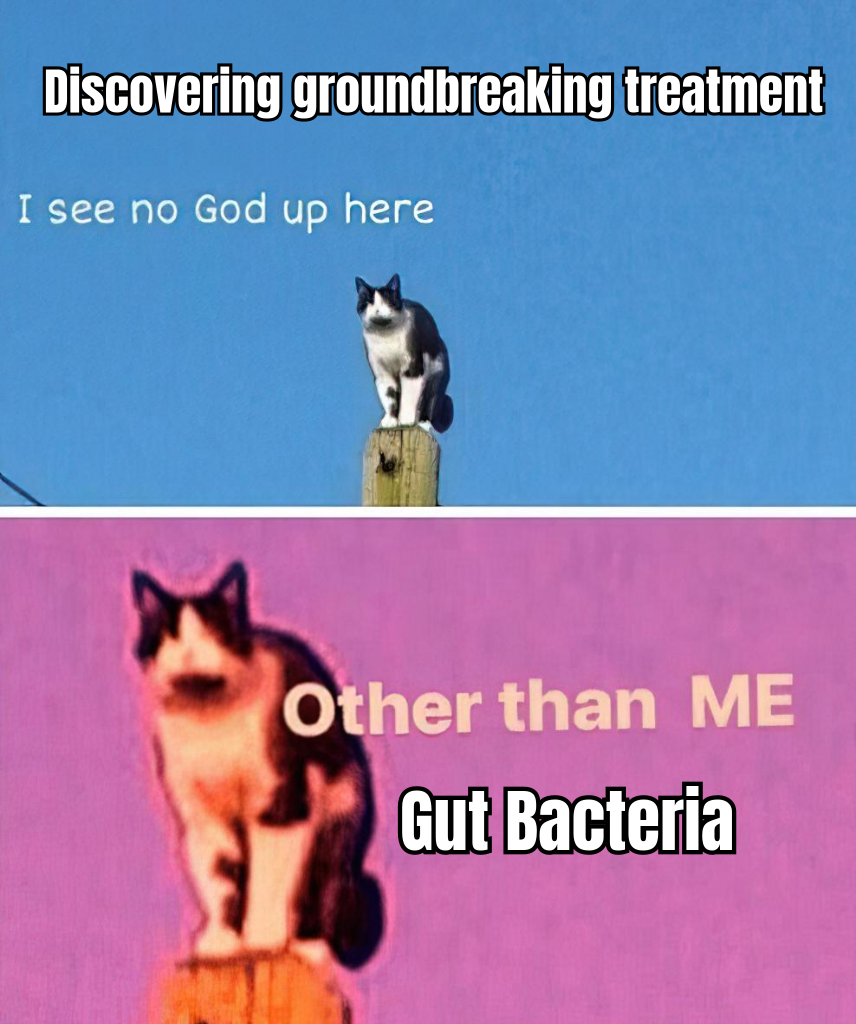 Discovering groundbreaking treatment
I see no God up here
Other than ME
Gut Bacteria